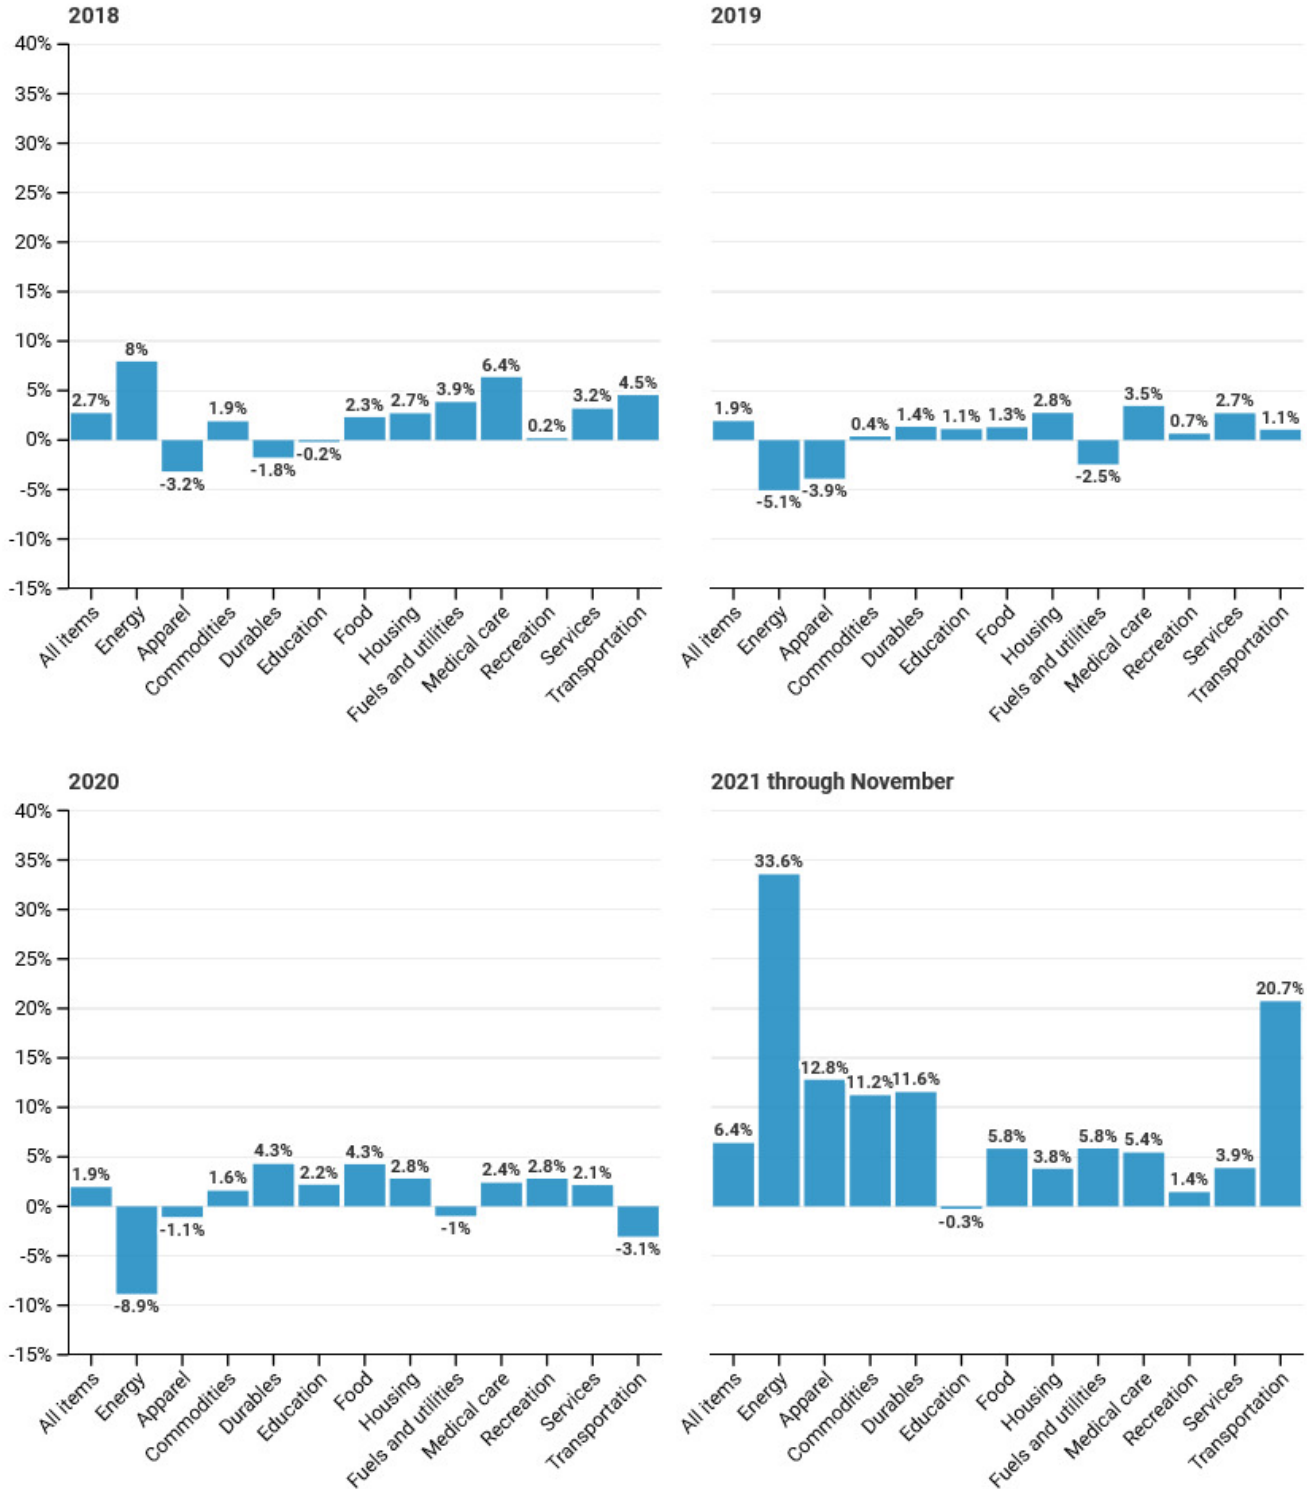 2018
40%
35%
30%
25%
20%
15%
10%
5%
0%
-5%
-10%
-15%
2.7%
8%
-3.2%
1.9%
-1.8%
-0.2%
2.3%
2.7%
3.9%
6.4%
0.2%
3.2%
4.5%
All items
Energy
Apparel
Commodities
Durables
Education
Food
Housing
Fuels and utilities
Medical care
Recreation
Services
Transportation
2019
1.9%
-5.1%
-3.9%
0.4%
1.4%
1.1%
1.3%
2.8%
-2.5%
3.5%
0.7%
2.7%
1.1%
All items
Energy
Apparel
Commodities
Durables
Education
Food
Housing
Fuels and utilities
Medical care
Recreation
Services
Transportation
2020
40%
35%
30%
25%
20%
15%
10%
5%
0%
-5%
-10%
-15%
1.9%
-8.9%
-1.1%
1.6%
4.3%
2.2%
4.3%
2.8%
-1%
2.4%
2.8%
2.1%
-3.1%
All items
Energy
Apparel
Commodities
Durables
Education
Food
Housing
Fuels and utilities
Medical care
Recreation
Services
Transportation
2021 through November
6.4%
33.6%
12.8%
11.2%
11.6%
-0.3%
5.8%
3.8%
5.8%
5.4%
1.4%
3.9%
20.7%
All items
Energy
Apparel
Commodities
Durables
Education
Food
Housing
Fuels and utilities
Medical care
Recreation
Services
Transportation